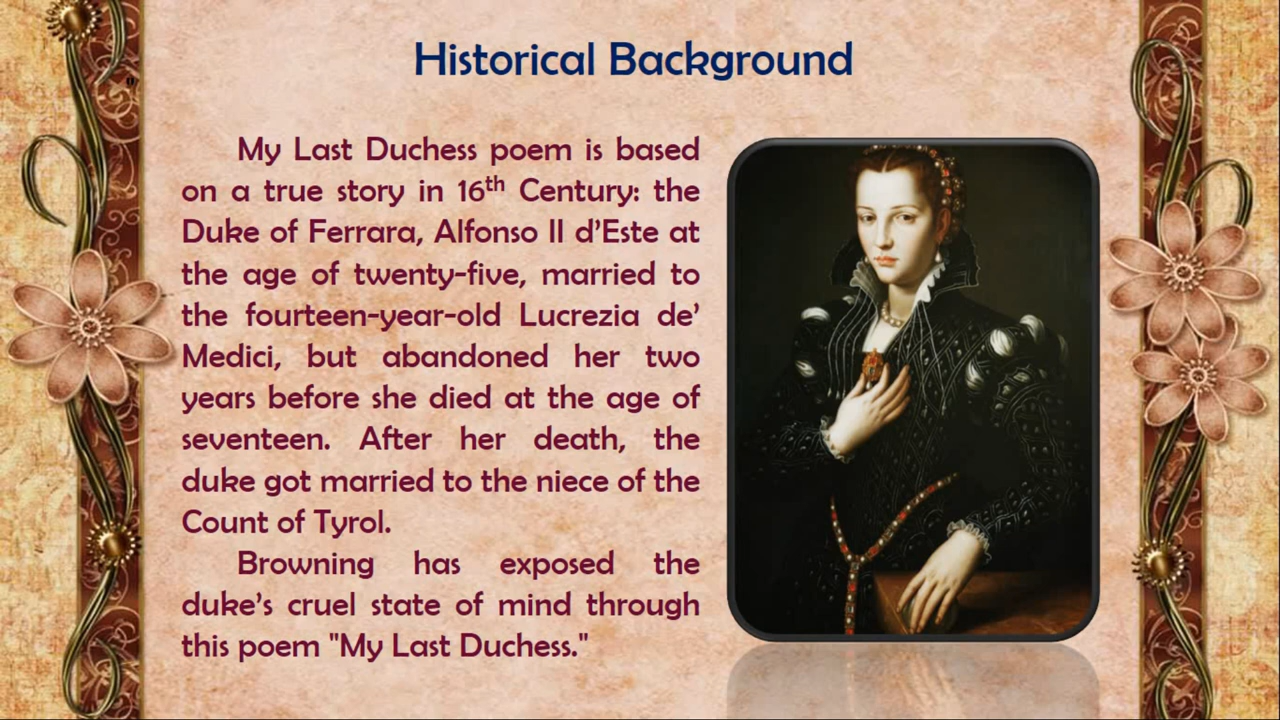 Historical Background
My Last Duchess poem is based
on a true story in 16th Century: the
Duke of Ferrara, Alfonso II d'Este at
the age of twenty-five, married to
the fourteen-year-old Lucrezia de'
Medici, but abandoned her two
years before she died at the age of
seventeen. After her death, the
duke got married to the niece of the
Count of Tyrol.
Browning has exposed the
duke's cruel state of mind through
this poem "My Last Duchess."